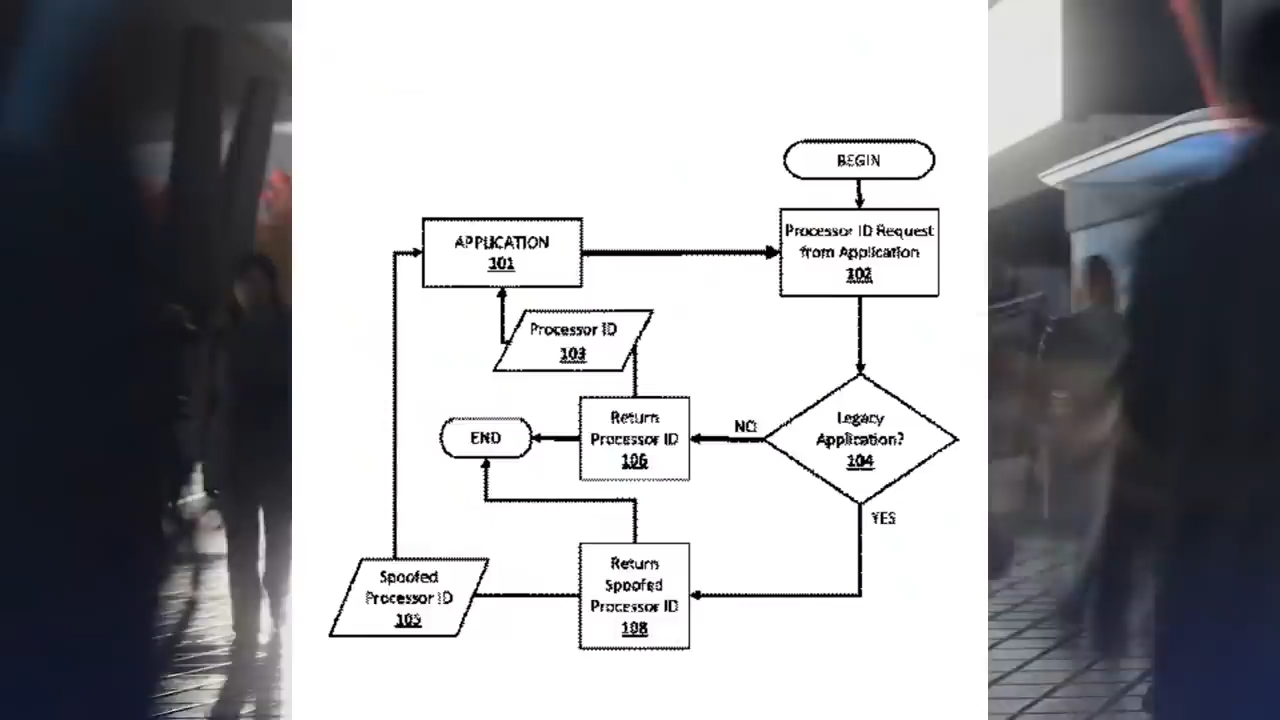 BEGIN
Processor ID Request
from Application
102
APPLICATION
101
Processor ID
103
Legacy
Application?
104
NO
YES
Return
Processor ID
106
END
Return
Spoofed
Processor ID
108
Spoofed
Processor ID
105